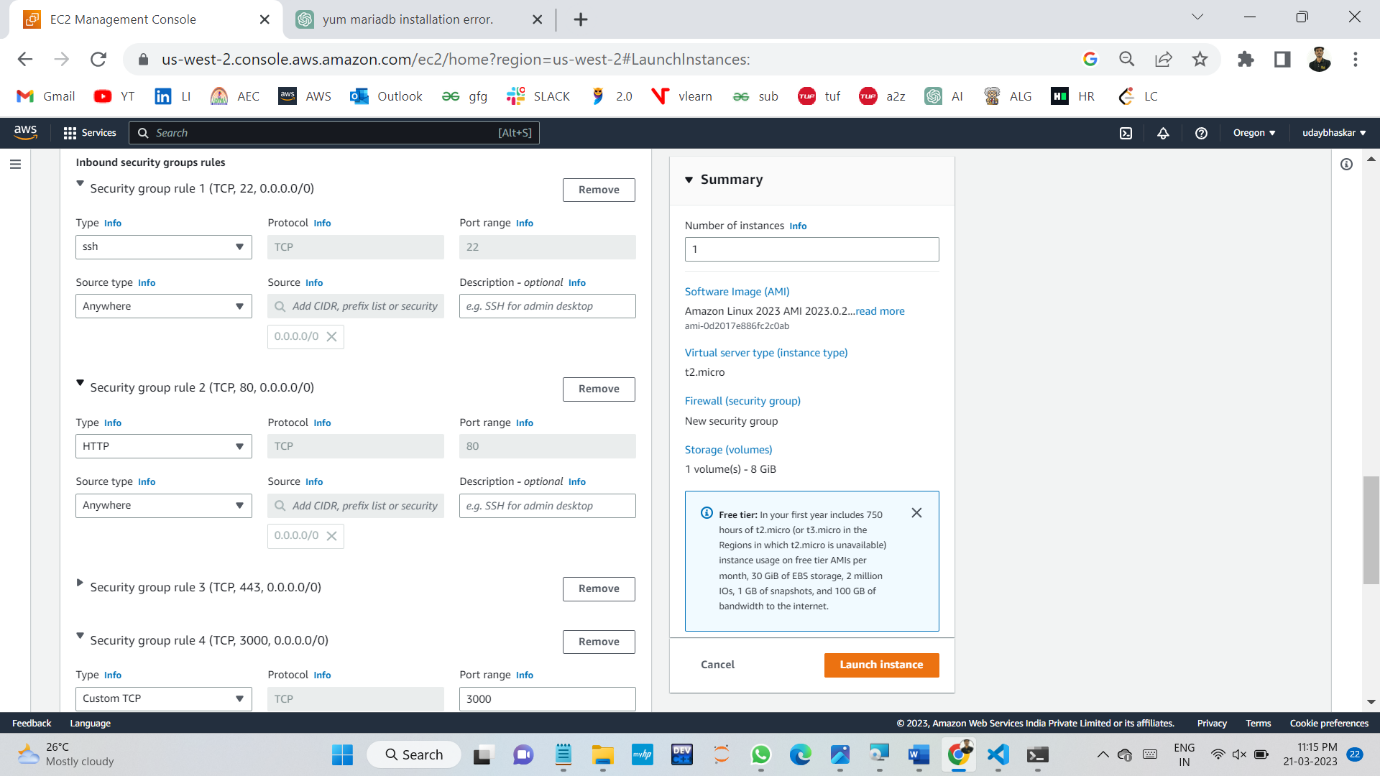 EC2 Management Console
yum mariadb installation error.
us-west-2.console.aws.amazon.com/ec2/home?region=us-west-2#LaunchInstances:
Gmail YT LI AEC AWS Outlook gfg SLACK 2.0 vlearn sub tuf a2z AI ALG HR LC
aws Services Search [Alt+S] Oregon udaybhaskar
Inbound security groups rules
Security group rule 1 (TCP, 22, 0.0.0.0/0) Remove
Type Info Protocol Info Port range Info
ssh TCP 22
Source type Info Source Info Description - optional Info
Anywhere Add CIDR, prefix list or security e.g. SSH for admin desktop
0.0.0.0/0
Security group rule 2 (TCP, 80, 0.0.0.0/0) Remove
Type Info Protocol Info Port range Info
HTTP TCP 80
Source type Info Source Info Description - optional Info
Anywhere Add CIDR, prefix list or security e.g. SSH for admin desktop
0.0.0.0/0
Security group rule 3 (TCP, 443, 0.0.0.0/0) Remove
Security group rule 4 (TCP, 3000, 0.0.0.0/0) Remove
Type Info Protocol Info Port range Info
Custom TCP TCP 3000
Summary
Number of instances Info
1
Software Image (AMI)
Amazon Linux 2023 AMI 2023.0.2...read more
ami-0d2017e886fc2c0ab
Virtual server type (instance type)
t2.micro
Firewall (security group)
New security group
Storage (volumes)
1 volume(s) - 8 GiB
Free tier: In your first year includes 750
hours of t2.micro (or t3.micro in the
Regions in which t2.micro is unavailable)
instance usage on free tier AMIs per
month, 30 GiB of EBS storage, 2 million
IOs, 1 GB of snapshots, and 100 GB of
bandwidth to the internet.
Cancel Launch instance
Feedback Language © 2023, Amazon Web Services India Private Limited or its affiliates. Privacy Terms Cookie preferences
26°C
Mostly cloudy
Search
ENG
IN
11:15 PM
21-03-2023
22